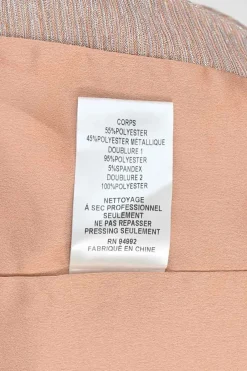 CORPS
55%POLYESTER
45%POLYESTER MÉTALLIQUE
DOUBLURE 1
95%POLYESTER
5%SPANDEX
DOUBLURE 2
100%POLYESTER
NETTOYAGE
À SEC PROFESSIONNEL
SEULEMENT
NE PAS REPASSER
PRESSING SEULEMENT
RN 94992
FABRIQUÉ EN CHINE